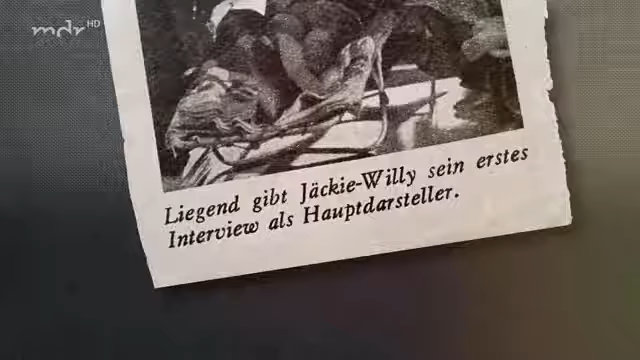 mdr HD
Liegend gibt Jäckie-Willy sein erstes
Interview als Hauptdarsteller.